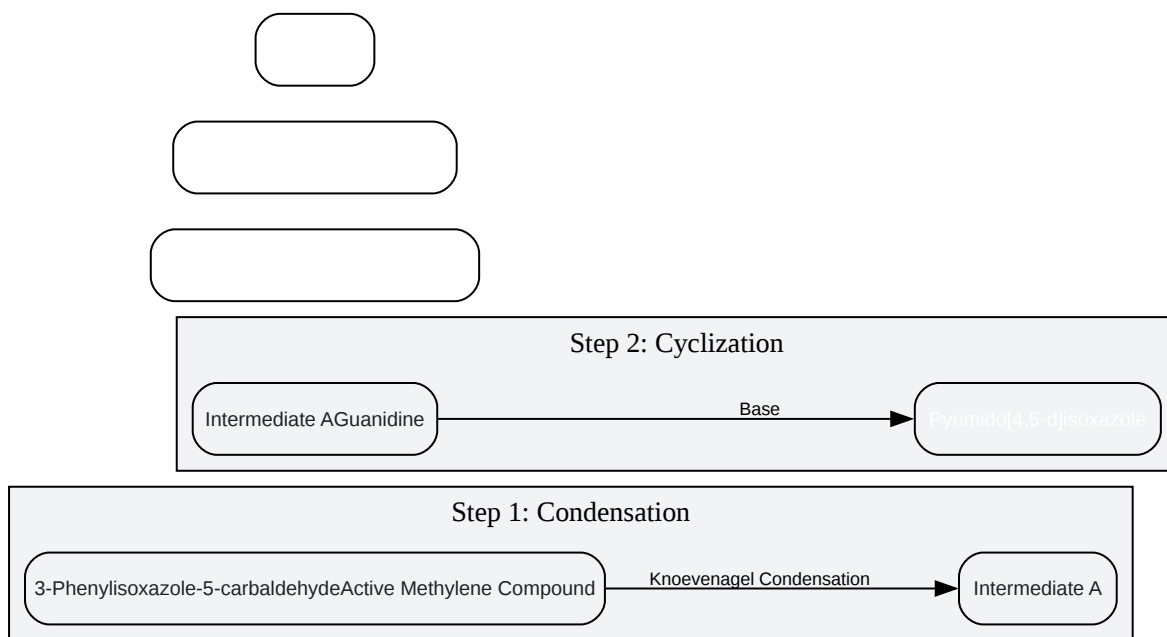 Step 2: Cyclization
Intermediate AGuanidine
Base
Pyrimido[4,5-d]isoxazole
Step 1: Condensation
3-Phenylisoxazole-5-carbaldehydeActive Methylene Compound
Knoevenagel Condensation
Intermediate A